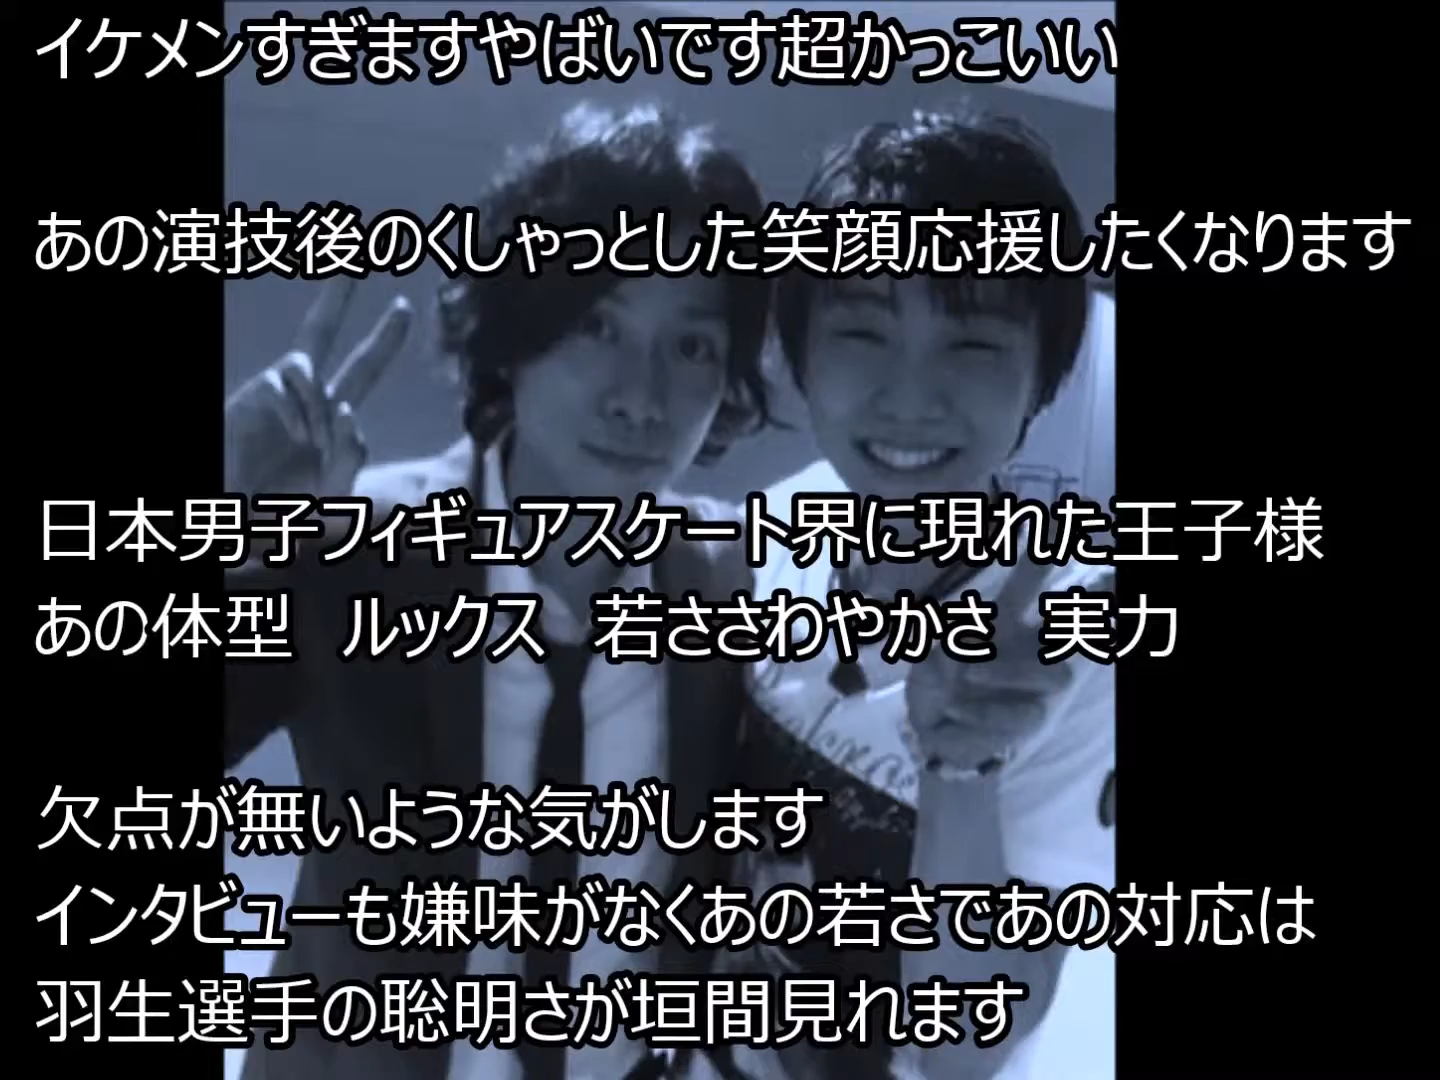 イケメンすぎますやばいです超かっこいい
あの演技後のくしゃっとした笑顔応援したくなります
日本男子フィギュアスケート界に現れた王子様
あの体型　ルックス　若ささわやかさ　実力
欠点が無いような気がします
インタビューも嫌味がなくあの若さであの対応は
羽生選手の聡明さが垣間見れます